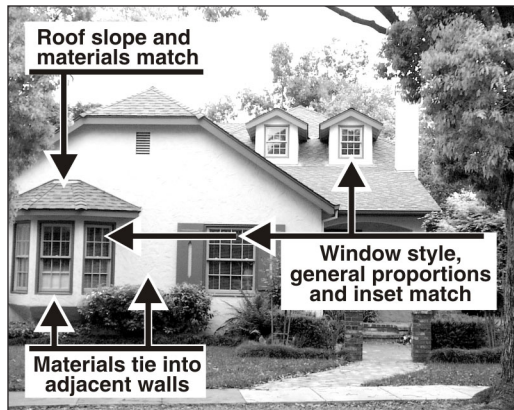 Roof slope and
materials match
Window style,
general proportions
and inset match
Materials tie into
adjacent walls